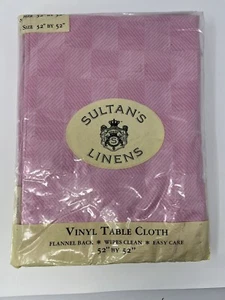 SIZE 52" BY 52"
SULTAN'S
S
LINENS
VINYL TABLE CLOTH
FLANNEL BACK ★ WIPES CLEAN ★ EASY CARE
52" BY 52"